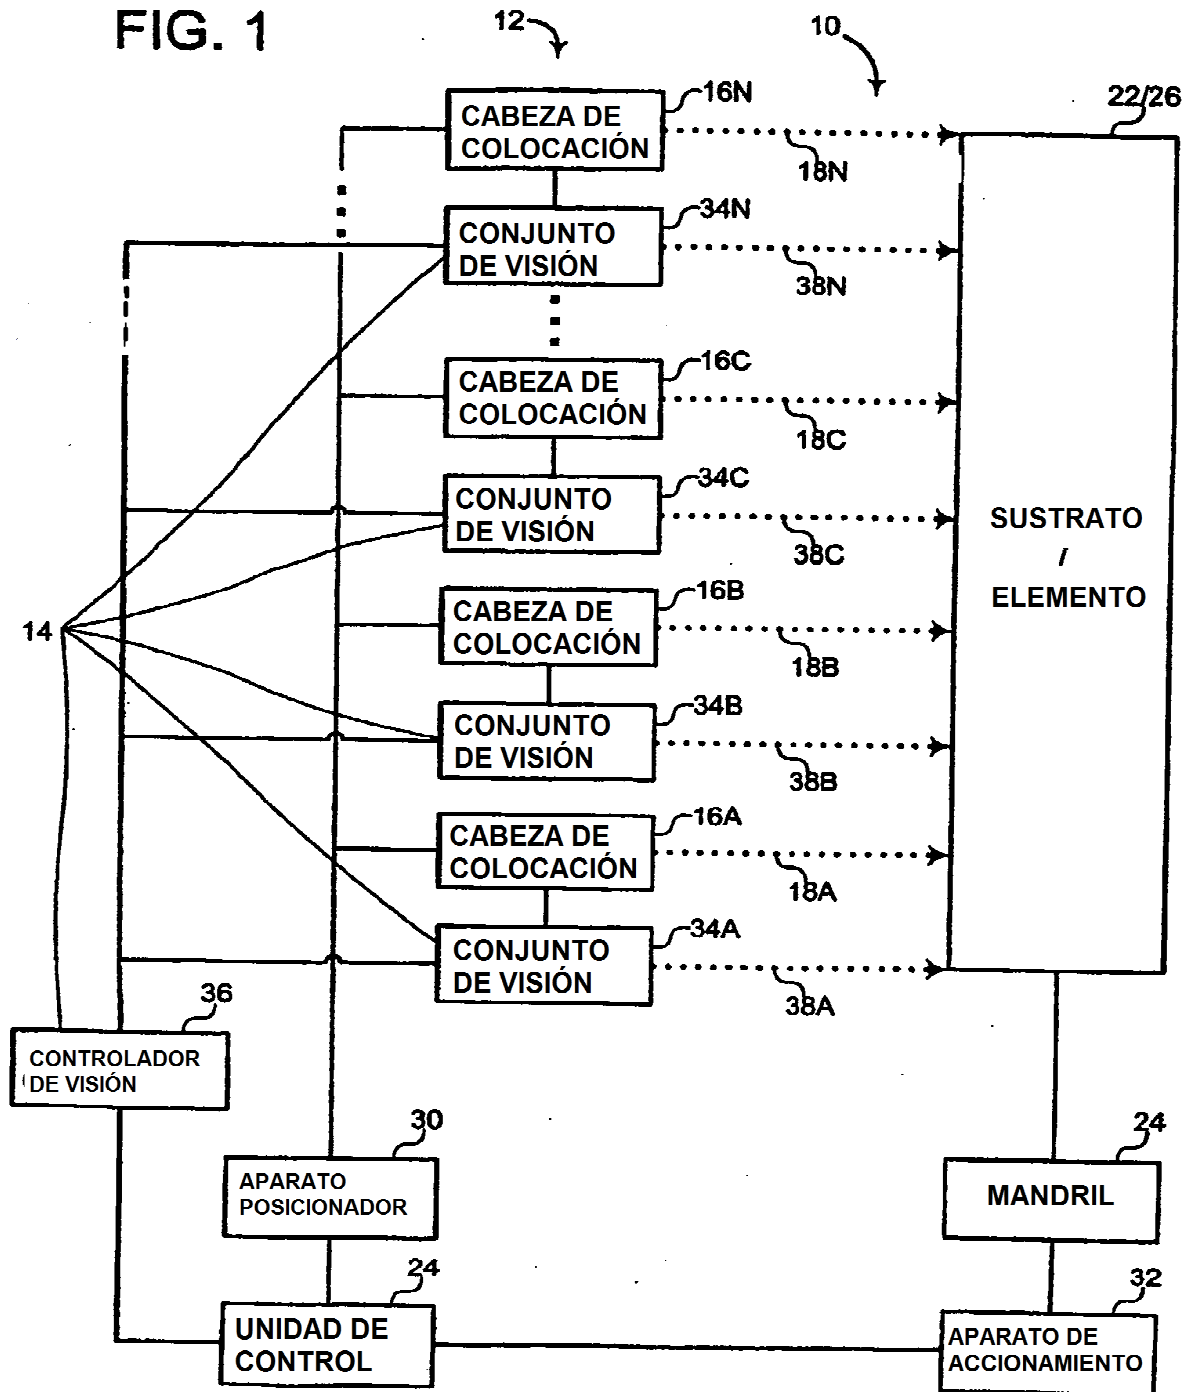 FIG. 1
12
10
16N
22/26
CABEZA DE
COLOCACIÓN
18N
34N
CONJUNTO
DE VISIÓN
38N
16C
CABEZA DE
COLOCACIÓN
18C
34C
CONJUNTO
DE VISIÓN
38C
SUSTRATO
/
ELEMENTO
16B
CABEZA DE
COLOCACIÓN
18B
14
34B
CONJUNTO
DE VISIÓN
38B
16A
CABEZA DE
COLOCACIÓN
18A
34A
CONJUNTO
DE VISIÓN
38A
36
CONTROLADOR
DE VISIÓN
30
APARATO
POSICIONADOR
24
MANDRIL
24
UNIDAD DE
CONTROL
32
APARATO DE
ACCIONAMIENTO